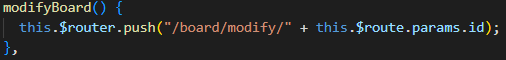 modifyBoard() {
  this.$router.push("/board/modify/" + this.$route.params.id);
},